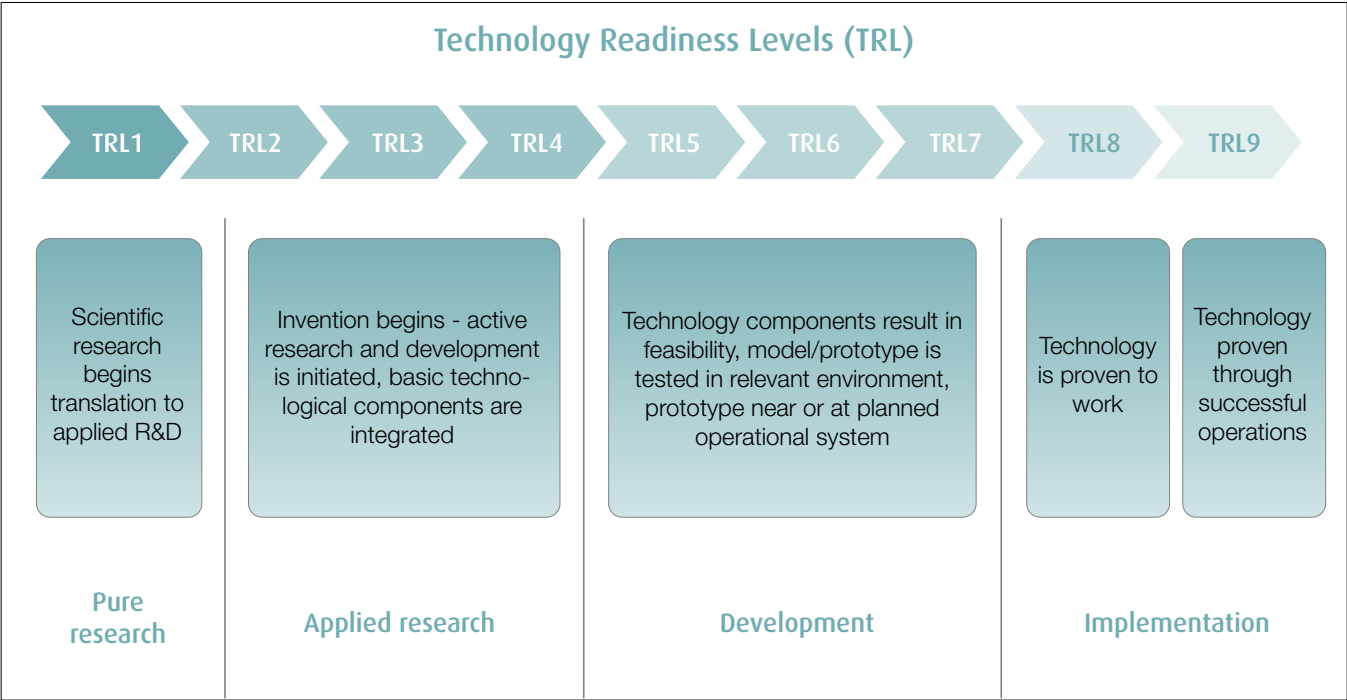 Technology Readiness Levels (TRL)
TRL1
TRL2
TRL3
TRL4
TRL5
TRL6
TRL7
TRL8
TRL9
Scientific
research
begins
translation to
applied R&D
Invention begins - active
research and development
is initiated, basic techno-
logical components are
integrated
Technology components result in
feasibility, model/prototype is
tested in relevant environment,
prototype near or at planned
operational system
Technology
is proven to
work
Technology
proven
through
successful
operations
Pure
research
Applied research
Development
Implementation